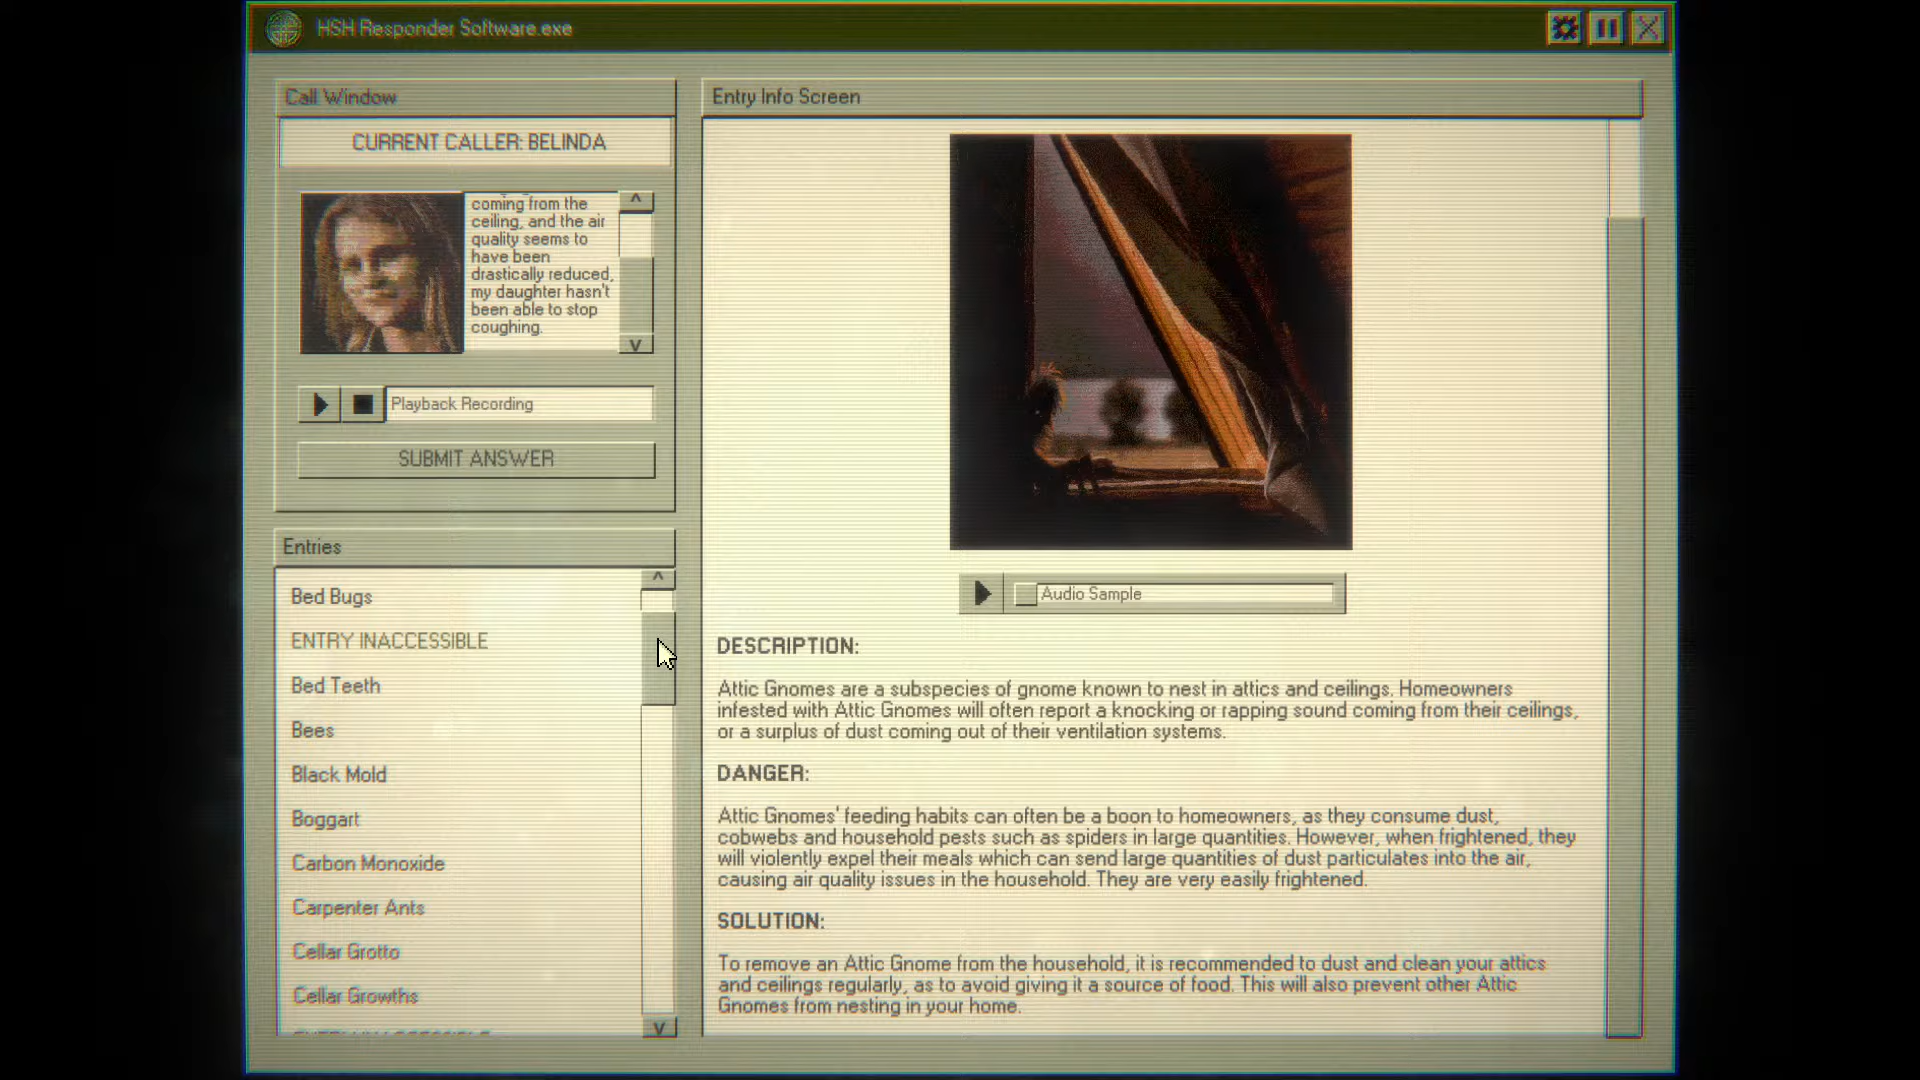 HSH Responder Software.exe
Call Window
CURRENT CALLER: BELINDA
coming from the
ceiling, and the air
quality seems to
have been
drastically reduced,
my daughter hasn't
been able to stop
coughing.
Playback Recording
SUBMIT ANSWER
Entries
Bed Bugs
ENTRY INACCESSIBLE
Bed Teeth
Bees
Black Mold
Boggart
Carbon Monoxide
Carpenter Ants
Cellar Grotto
Cellar Growths
Entry Info Screen
Audio Sample
DESCRIPTION:
Attic Gnomes are a subspecies of gnome known to nest in attics and ceilings. Homeowners
infested with Attic Gnomes will often report a knocking or rapping sound coming from their ceilings,
or a surplus of dust coming out of their ventilation systems.
DANGER:
Attic Gnomes' feeding habits can often be a boon to homeowners, as they consume dust,
cobwebs and household pests such as spiders in large quantities. However, when frightened, they
will violently expel their meals which can send large quantities of dust particulates into the air,
causing air quality issues in the household. They are very easily frightened.
SOLUTION:
To remove an Attic Gnome from the household, it is recommended to dust and clean your attics
and ceilings regularly, as to avoid giving it a source of food. This will also prevent other Attic
Gnomes from nesting in your home.